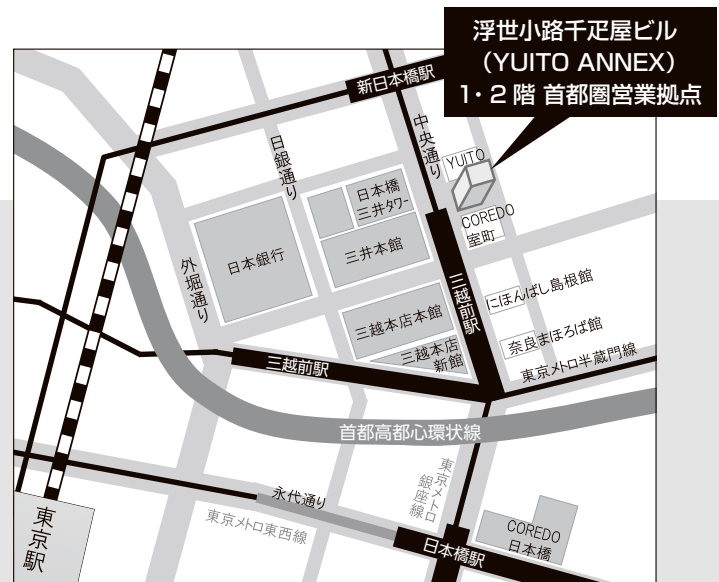 浮世小路千疋屋ビル
（YUITO ANNEX）
1・2 階 首都圏営業拠点
新日本橋駅
中央通り
日銀通り
YUITO
日本橋
三井タワー
COREDO
室町
三井本館
日本銀行
外堀通り
三越前駅
にほんばし島根館
三越本店本館
奈良まほろば館
三越本店
新館
三越前駅
東京メトロ半蔵門線
首都高都心環状線
東京メトロ
銀座線
永代通り
東京メトロ東西線
東京駅
COREDO
日本橋
日本橋駅